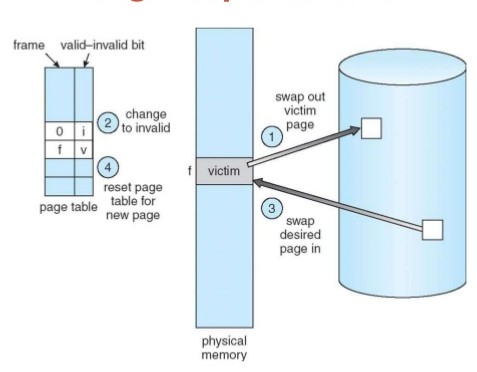 frame valid–invalid bit
0 i
f v
2 change
to invalid
4
reset page
table for
new page
page table
f victim
swap out
victim
page
1
3
swap
desired
page in
physical
memory